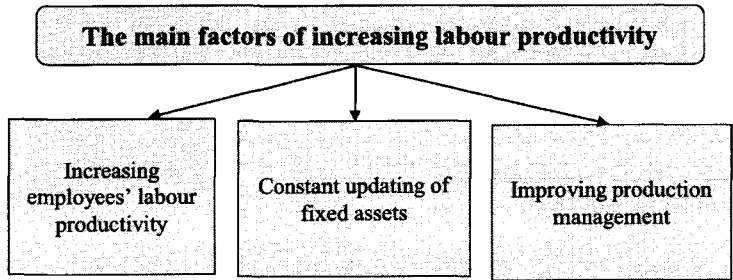 The main factors of increasing labour productivity
Increasing
employees' labour
productivity
Constant updating of
fixed assets
Improving production
management